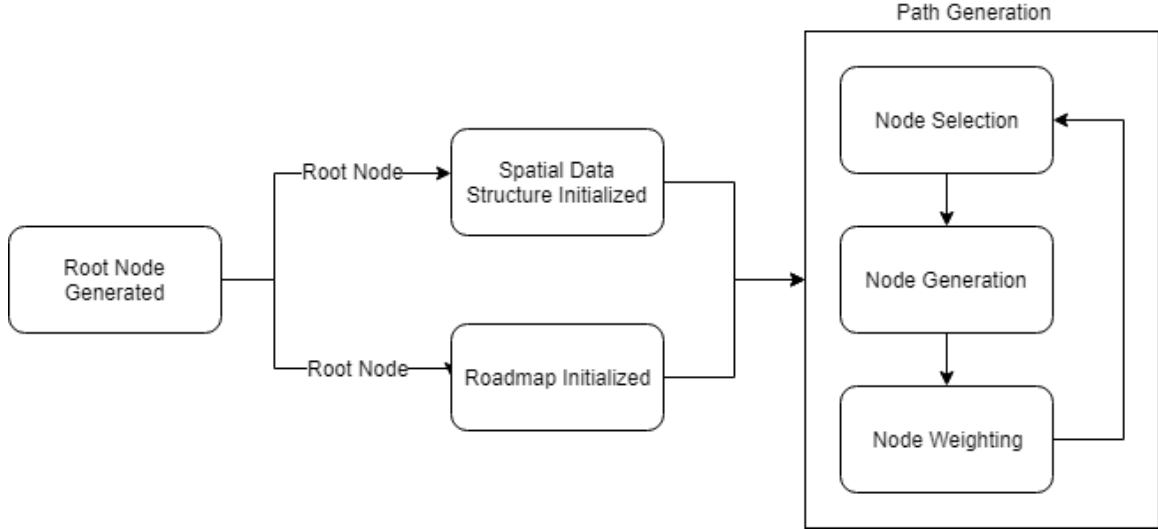 Path Generation
Root Node
Generated
Root Node
Spatial Data
Structure Initialized
Root Node
Roadmap Initialized
Node Selection
Node Generation
Node Weighting